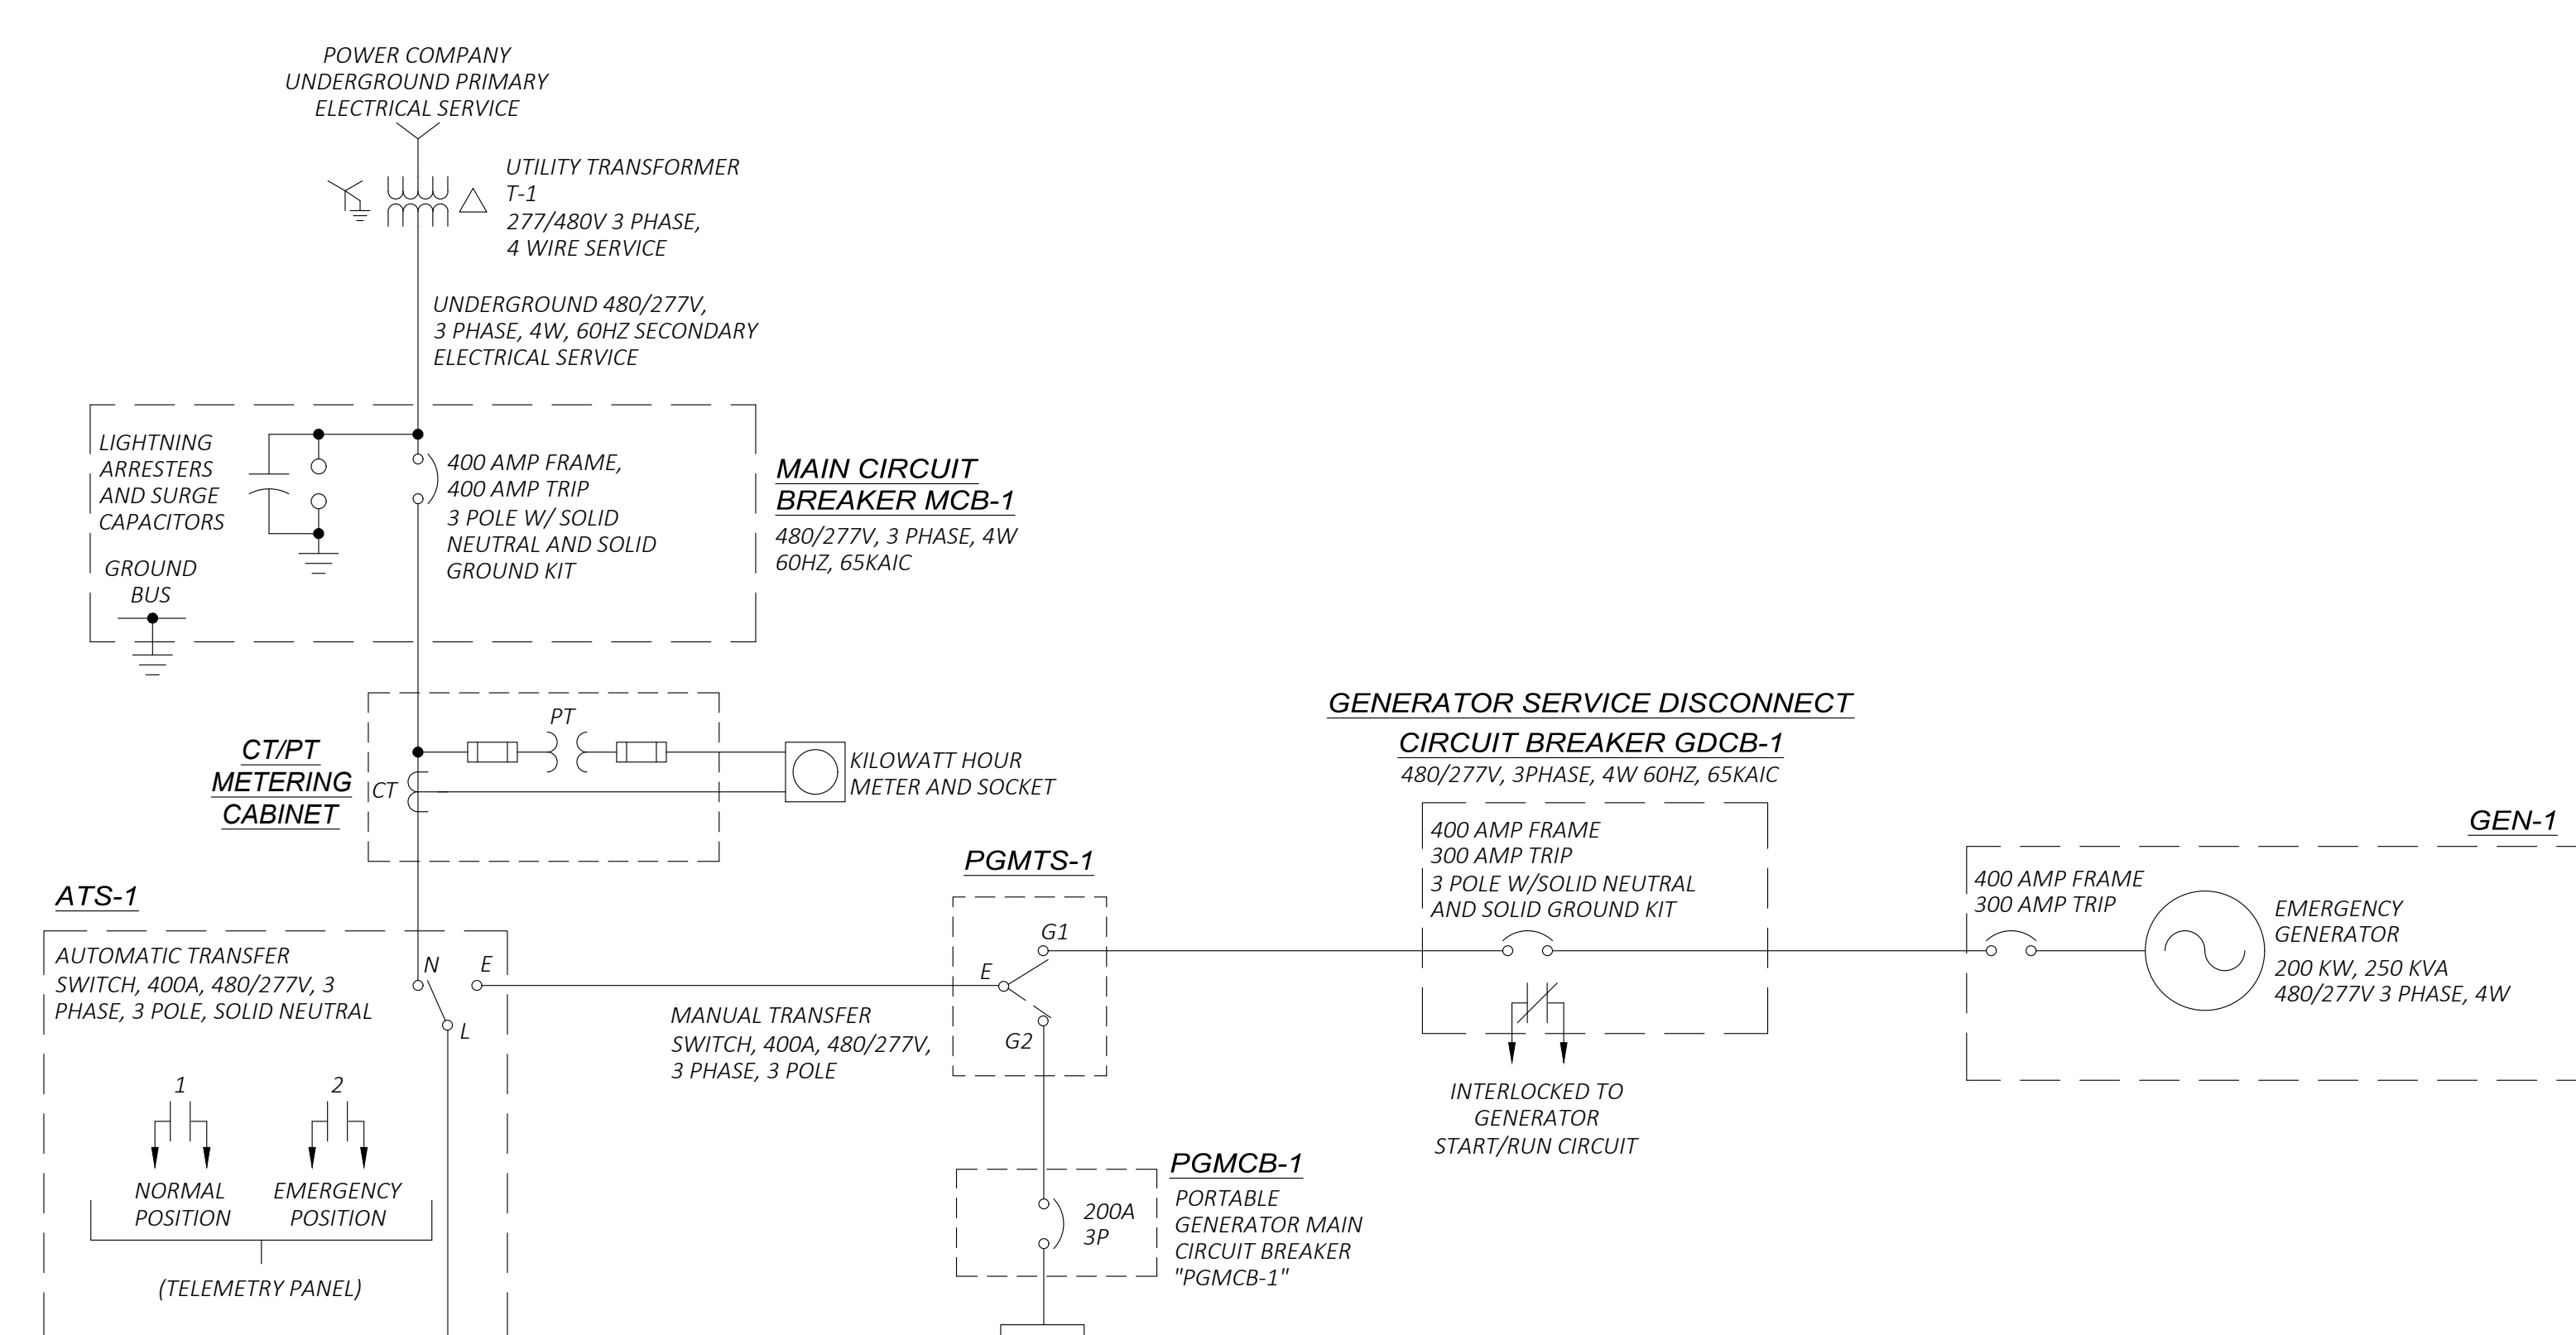 POWER COMPANY
UNDERGROUND PRIMARY
ELECTRICAL SERVICE
UTILITY TRANSFORMER
T-1
277/480V 3 PHASE,
4 WIRE SERVICE
UNDERGROUND 480/277V,
3 PHASE, 4W, 60HZ SECONDARY
ELECTRICAL SERVICE
LIGHTNING
ARRESTERS
AND SURGE
CAPACITORS
GROUND
BUS
400 AMP FRAME,
400 AMP TRIP
3 POLE W/ SOLID
NEUTRAL AND SOLID
GROUND KIT
MAIN CIRCUIT
BREAKER MCB-1
480/277V, 3 PHASE, 4W
60HZ, 65KAIC
CT/PT
METERING
CABINET
PT
CT
KILOWATT HOUR
METER AND SOCKET
GENERATOR SERVICE DISCONNECT
CIRCUIT BREAKER GDCB-1
480/277V, 3PHASE, 4W 60HZ, 65KAIC
400 AMP FRAME
300 AMP TRIP
3 POLE W/SOLID NEUTRAL
AND SOLID GROUND KIT
INTERLOCKED TO
GENERATOR
START/RUN CIRCUIT
GEN-1
400 AMP FRAME
300 AMP TRIP
EMERGENCY
GENERATOR
200 KW, 250 KVA
480/277V 3 PHASE, 4W
ATS-1
AUTOMATIC TRANSFER
SWITCH, 400A, 480/277V, 3
PHASE, 3 POLE, SOLID NEUTRAL
N
E
L
1
2
NORMAL
POSITION
EMERGENCY
POSITION
(TELEMETRY PANEL)
PGMTS-1
G1
E
G2
MANUAL TRANSFER
SWITCH, 400A, 480/277V,
3 PHASE, 3 POLE
PGMCB-1
200A
3P
PORTABLE
GENERATOR MAIN
CIRCUIT BREAKER
"PGMCB-1"